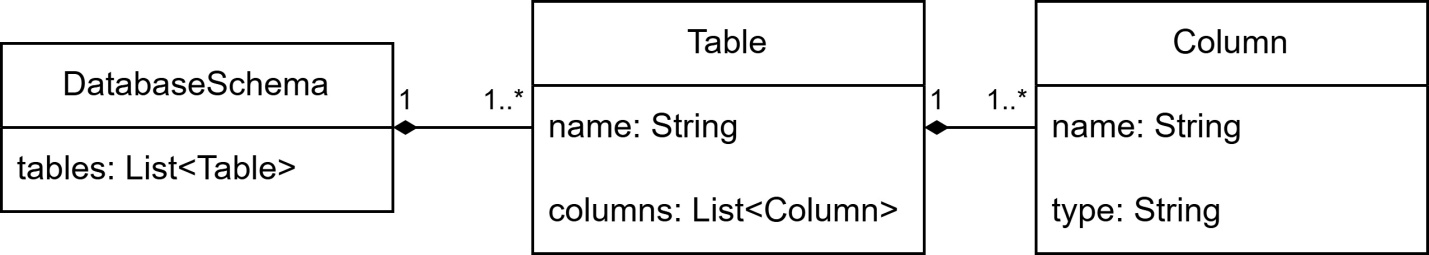 DatabaseSchema
tables: List<Table>
1
1..*
Table
name: String
columns: List<Column>
1
1..*
Column
name: String
type: String